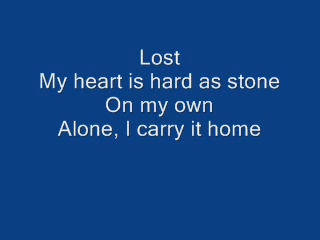 Lost
My heart is hard as stone
On my own
Alone, I carry it home